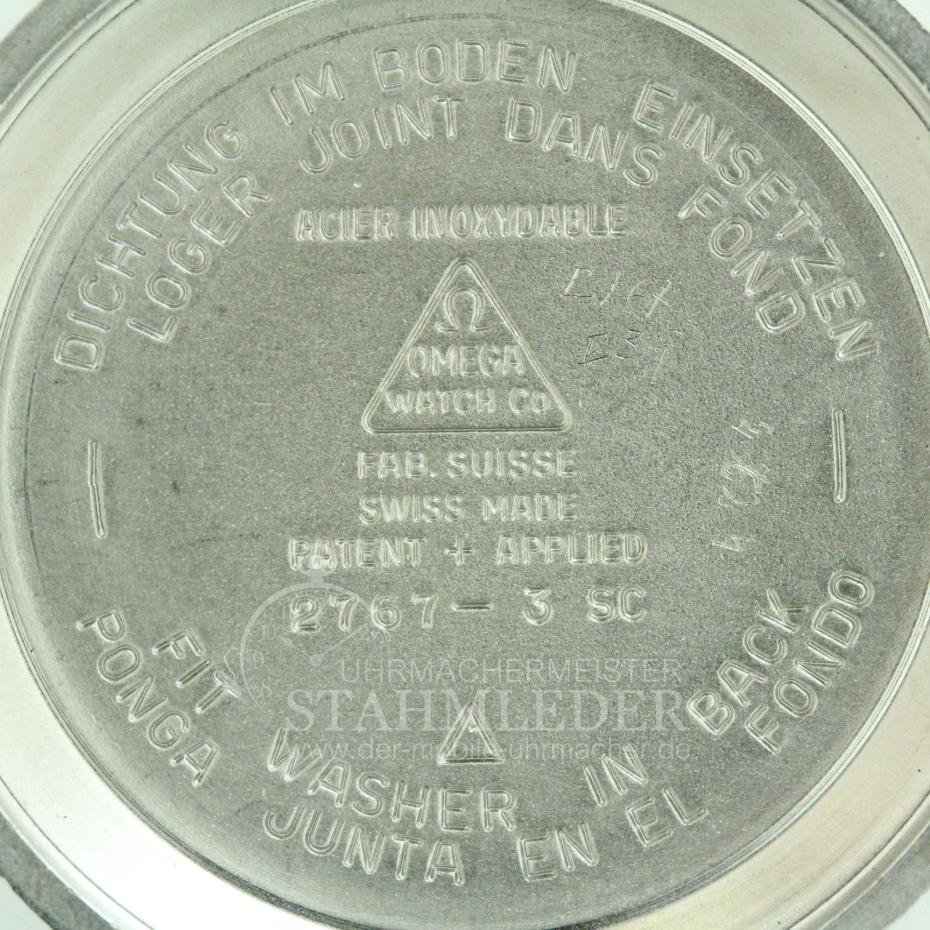 DICHTUNG IM BODEN EINSETZEN
LOGER JOINT DANS FOND
ACIER INOXYDABLE
Ω
OMEGA
WATCH CO
FAB. SUISSE
SWISS MADE
PATENT + APPLIED
2767 - 3 SC
UHRMACHERMEISTER
STAHMLEDER
www.der-mobile-uhrmacher.de
FIT WASHER IN BACK
PONGA JUNTA EN EL FONDO